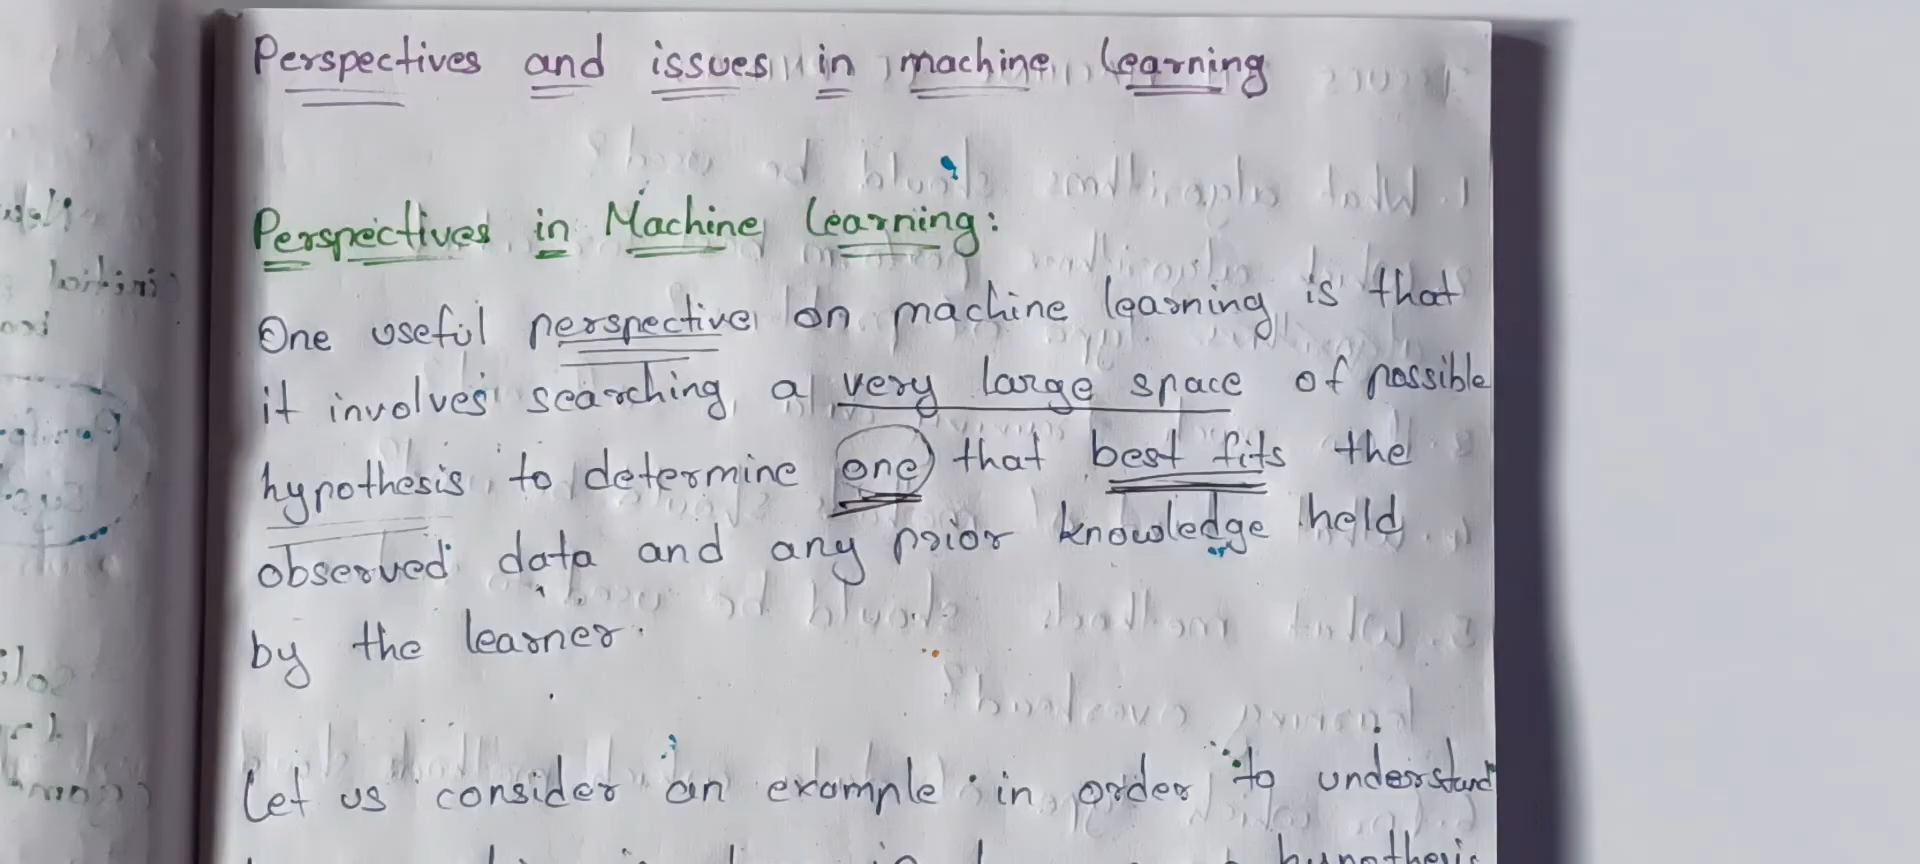 Perspectives and issues in machine learning
Perspectives in Machine Learning:
One useful perspective on machine learning is that
it involves searching a very large space of possible
hypothesis to determine one that best fits the
observed data and any prior knowledge held
by the learner.
Let us consider an example in order to understand
hypothesis